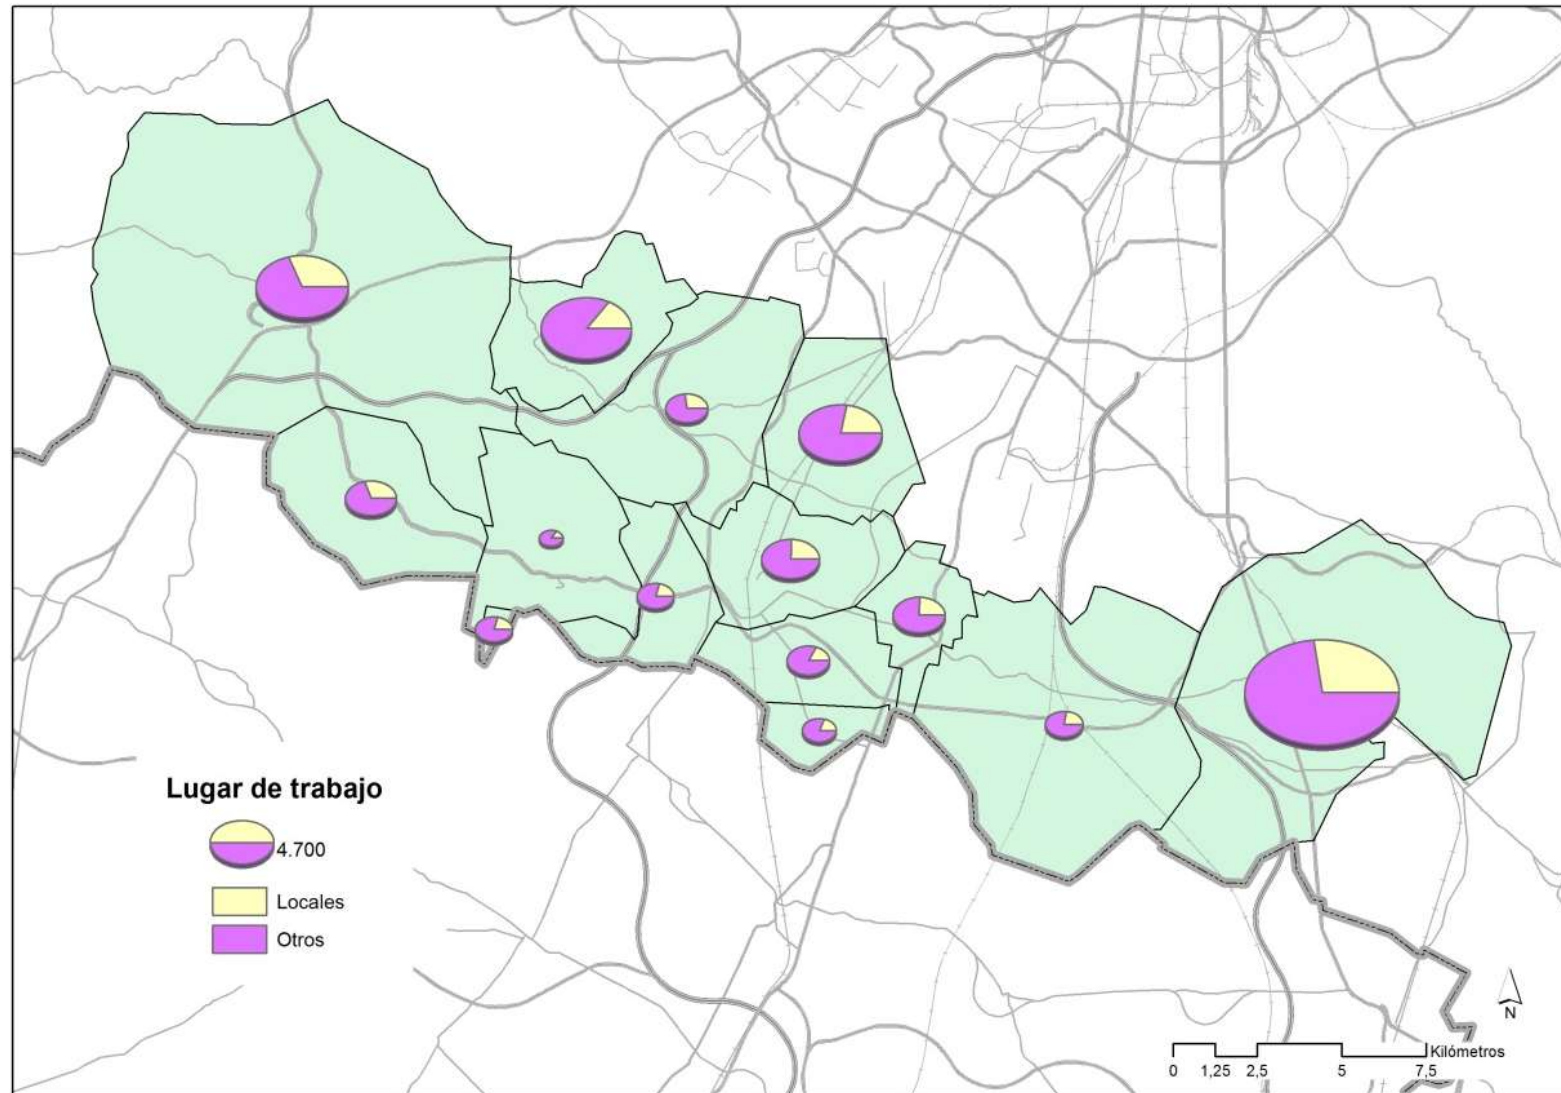 Lugar de trabajo
4.700
Locales
Otros
N
Kilómetros
0 1,25 2,5 5 7,5